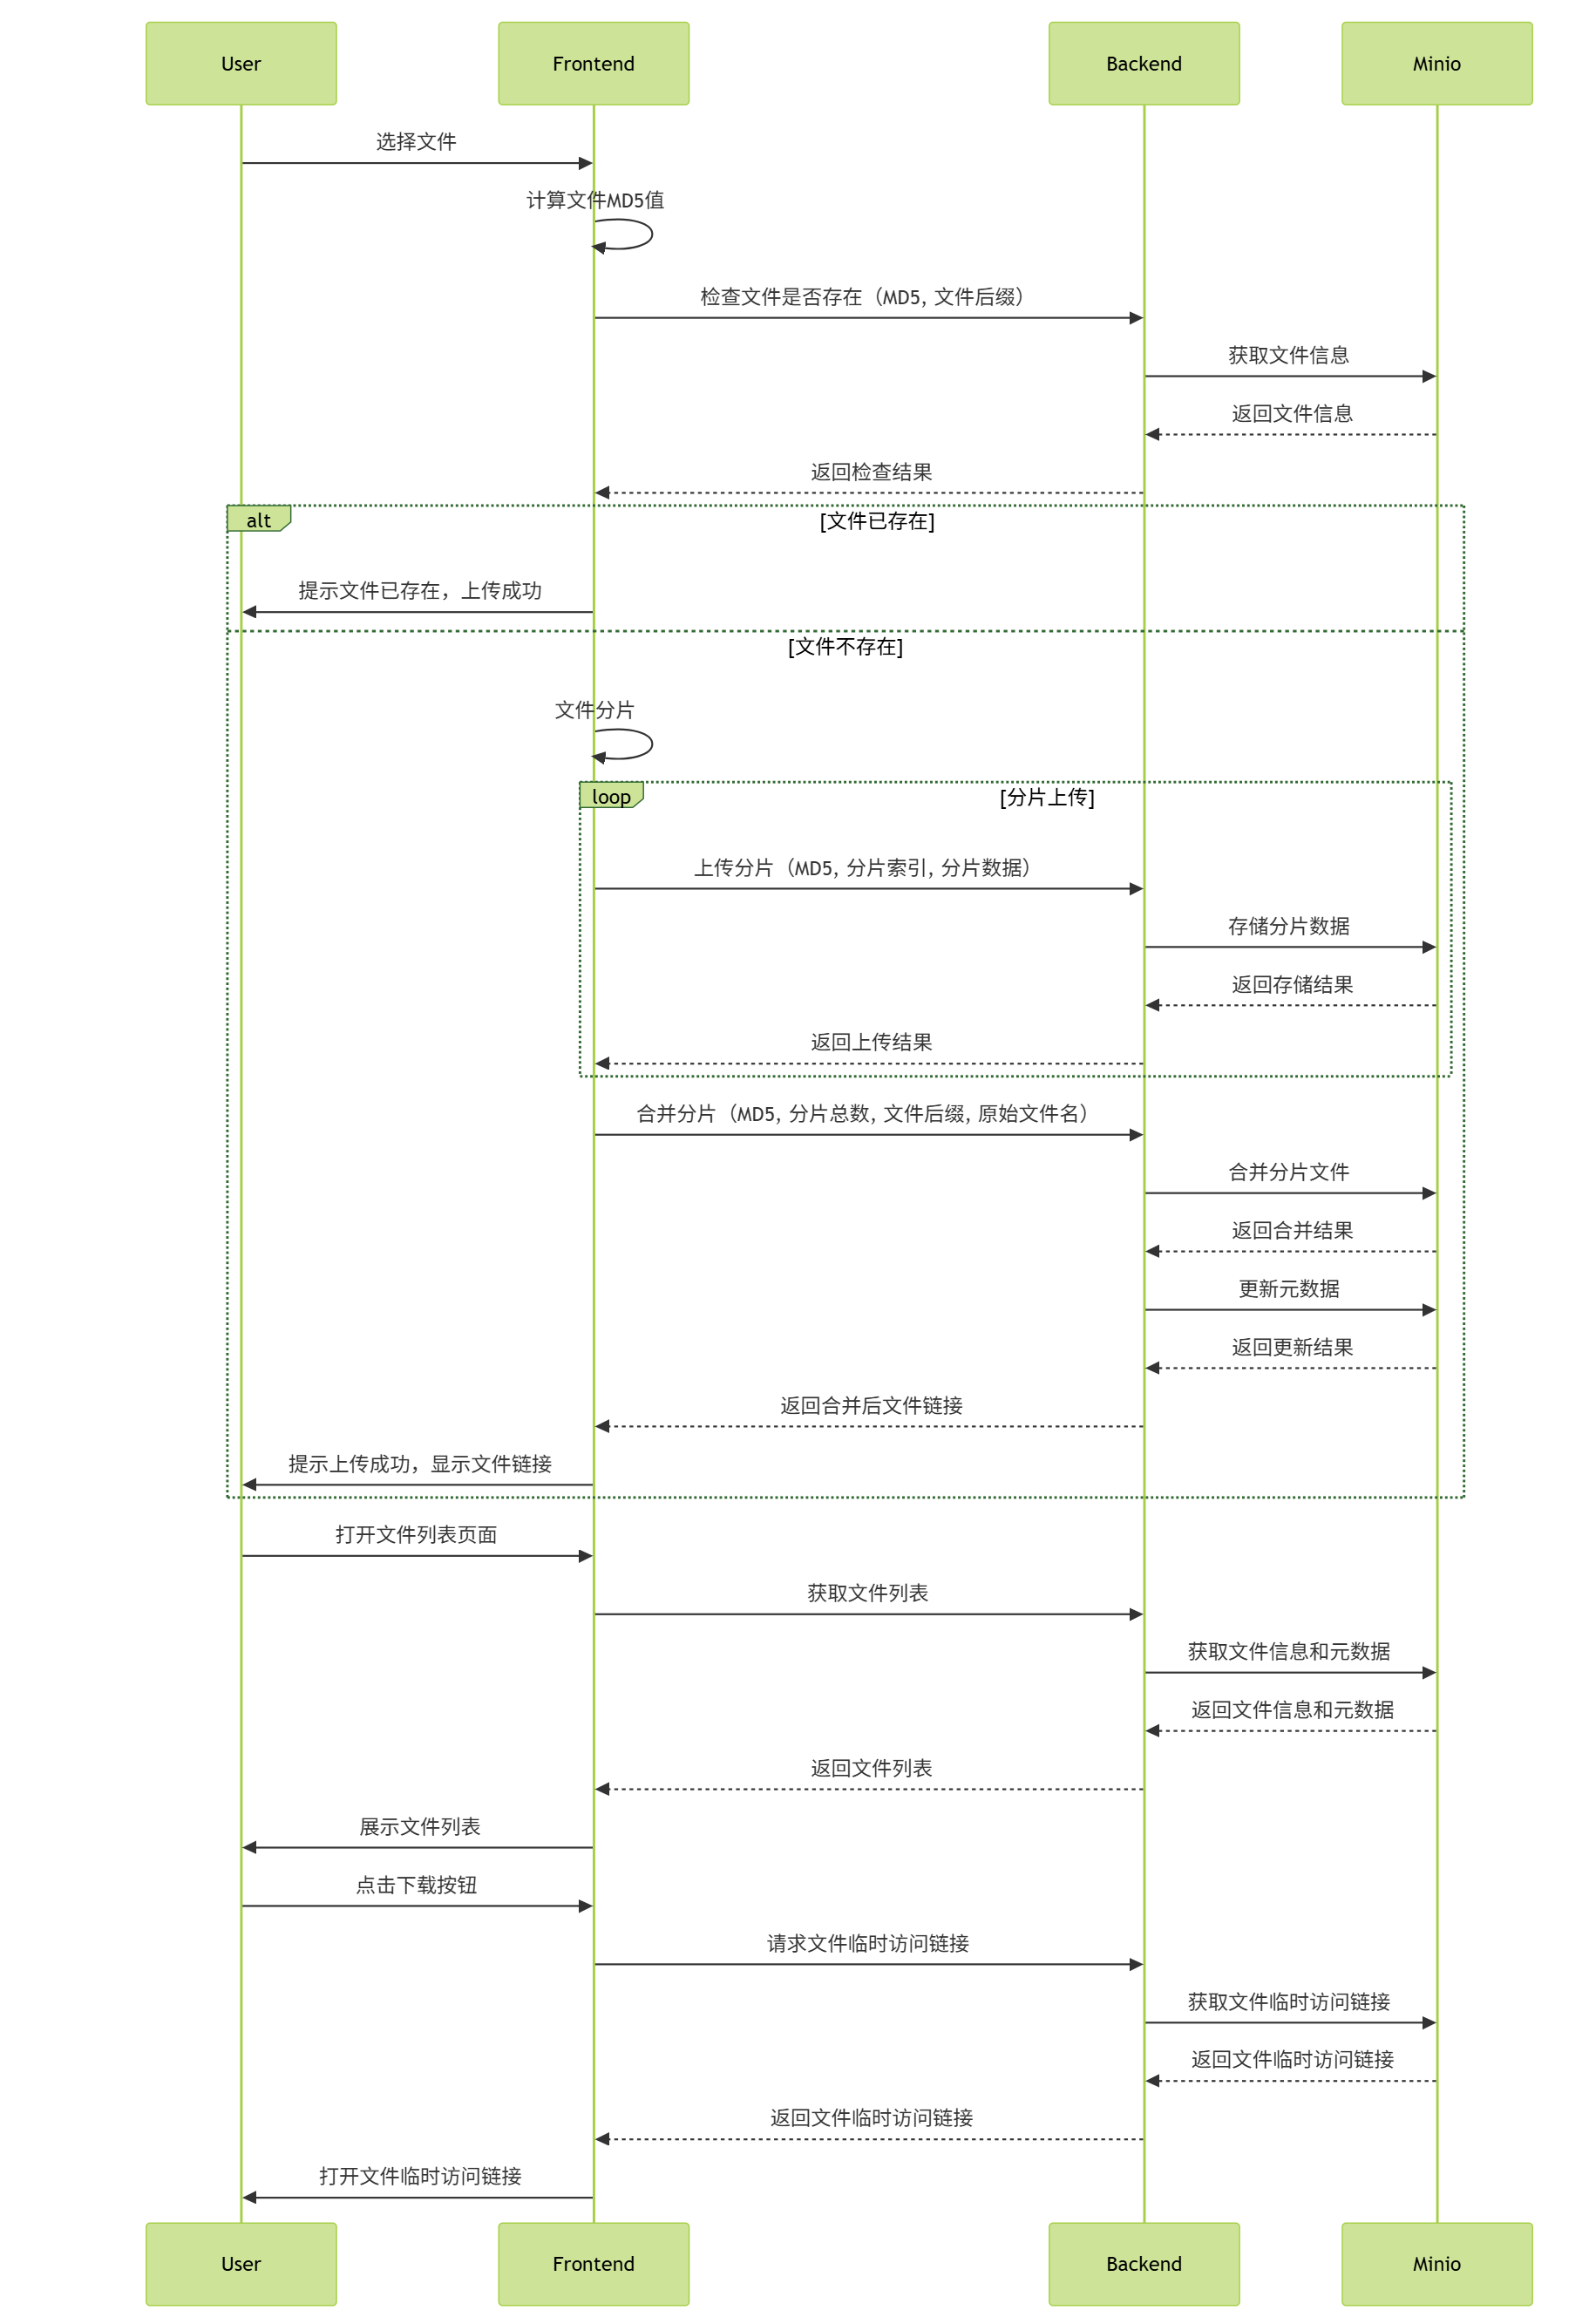 User
Frontend
Backend
Minio
选择文件
计算文件MD5值
检查文件是否存在（MD5, 文件后缀）
获取文件信息
返回文件信息
返回检查结果
alt
[文件已存在]
提示文件已存在，上传成功
[文件不存在]
文件分片
loop
[分片上传]
上传分片（MD5, 分片索引, 分片数据）
存储分片数据
返回存储结果
返回上传结果
合并分片（MD5, 分片总数, 文件后缀, 原始文件名）
合并分片文件
返回合并结果
更新元数据
返回更新结果
返回合并后文件链接
提示上传成功，显示文件链接
打开文件列表页面
获取文件列表
获取文件信息和元数据
返回文件信息和元数据
返回文件列表
展示文件列表
点击下载按钮
请求文件临时访问链接
获取文件临时访问链接
返回文件临时访问链接
返回文件临时访问链接
打开文件临时访问链接
User
Frontend
Backend
Minio